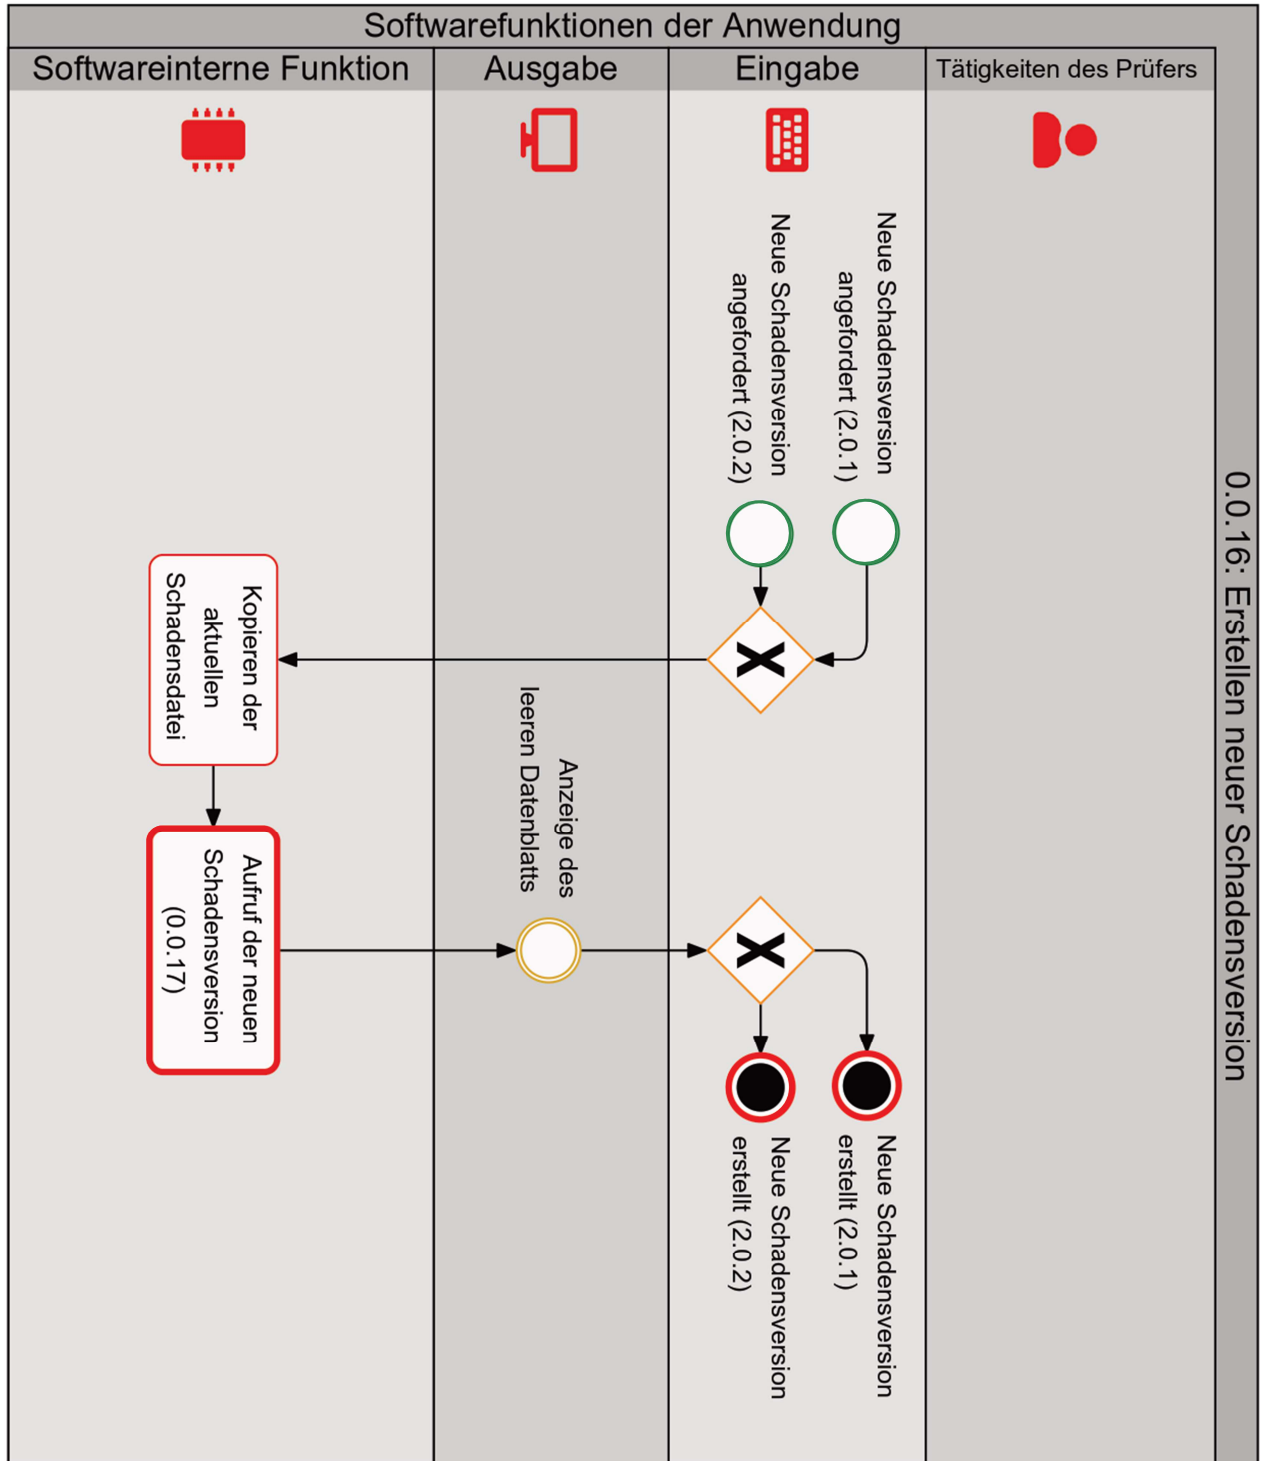 Softwarefunktionen der Anwendung
Softwareinterne Funktion
Ausgabe
Eingabe
Tätigkeiten des Prüfers
0.0.16: Erstellen neuer Schadensversion
Neue Schadensversion
angefordert (2.0.1)
Neue Schadensversion
angefordert (2.0.2)
X
Kopieren der
aktuellen
Schadensdatei
Aufruf der neuen
Schadensversion
(0.0.17)
Anzeige des
leeren Datenblatts
X
Neue Schadensversion
erstellt (2.0.1)
Neue Schadensversion
erstellt (2.0.2)